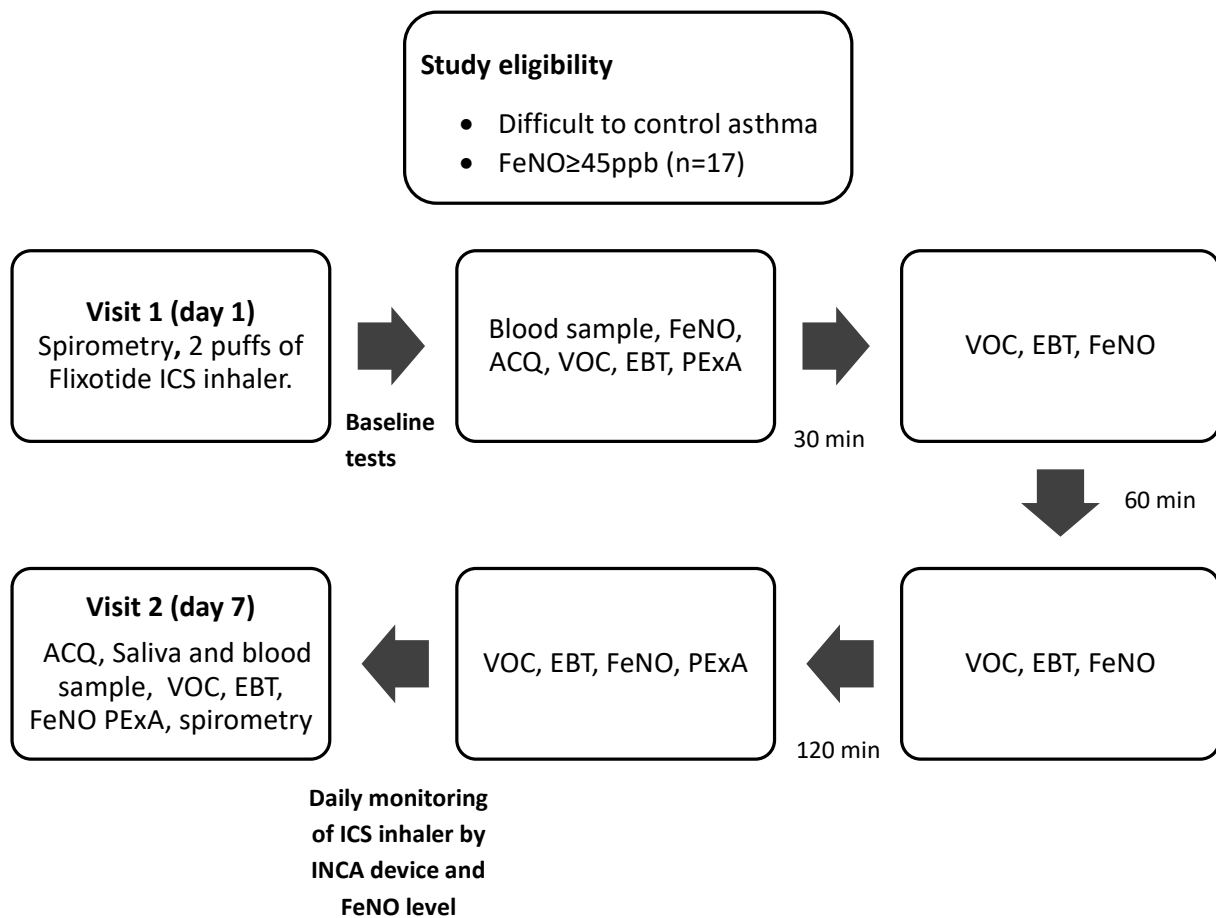 Study eligibility
• Difficult to control asthma
• FeNO≥45ppb (n=17)
Visit 1 (day 1)
Spirometry, 2 puffs of
Flixotide ICS inhaler.
Baseline
tests
Blood sample, FeNO,
ACQ, VOC, EBT, PExA
30 min
VOC, EBT, FeNO
60 min
VOC, EBT, FeNO
120 min
VOC, EBT, FeNO, PExA
Daily monitoring
of ICS inhaler by
INCA device and
FeNO level
Visit 2 (day 7)
ACQ, Saliva and blood
sample, VOC, EBT,
FeNO PExA, spirometry